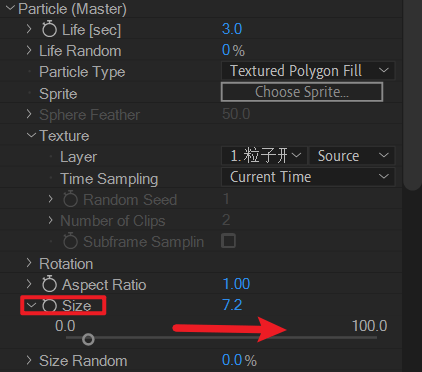 Particle (Master)
Life [sec] 3.0
Life Random 0%
Particle Type Textured Polygon Fill
Sprite Choose Sprite...
Sphere Feather 50.0
Texture
Layer 1.粒子 Source
Time Sampling Current Time
Random Seed 1
Number of Clips 2
Subframe Samplin
Rotation
Aspect Ratio 1.00
Size 7.2
0.0 100.0
Size Random 0.0%